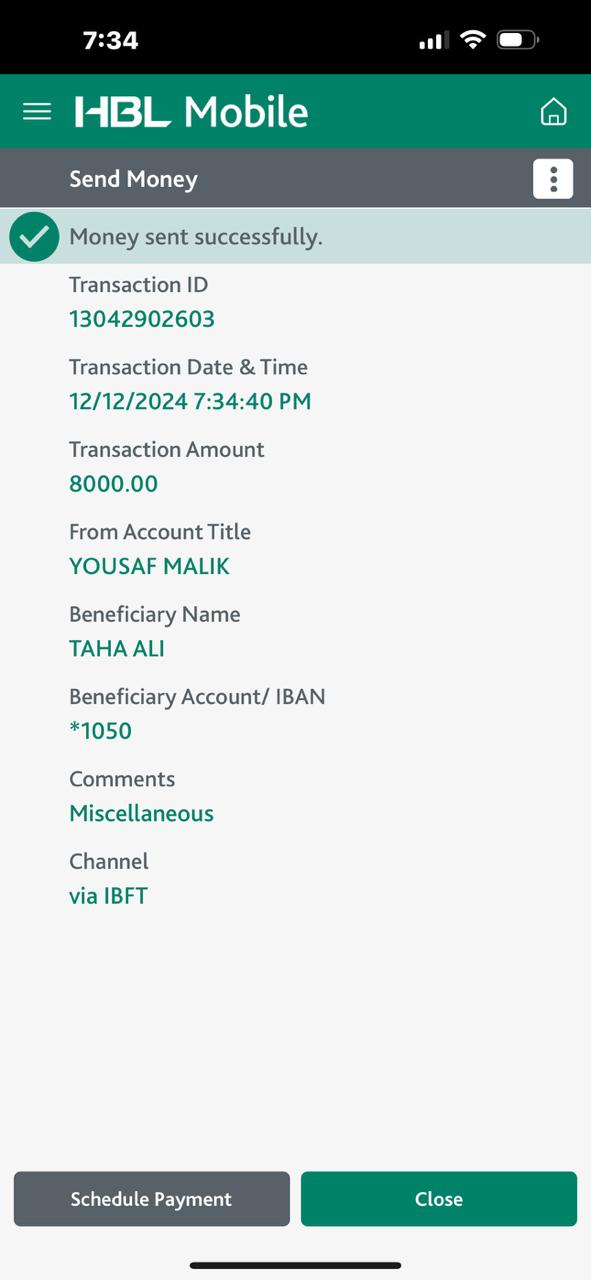 7:34
HBL Mobile
Send Money
Money sent successfully.
Transaction ID
13042902603
Transaction Date & Time
12/12/2024 7:34:40 PM
Transaction Amount
8000.00
From Account Title
YOUSAF MALIK
Beneficiary Name
TAHA ALI
Beneficiary Account/ IBAN
*1050
Comments
Miscellaneous
Channel
via IBFT
Schedule Payment
Close